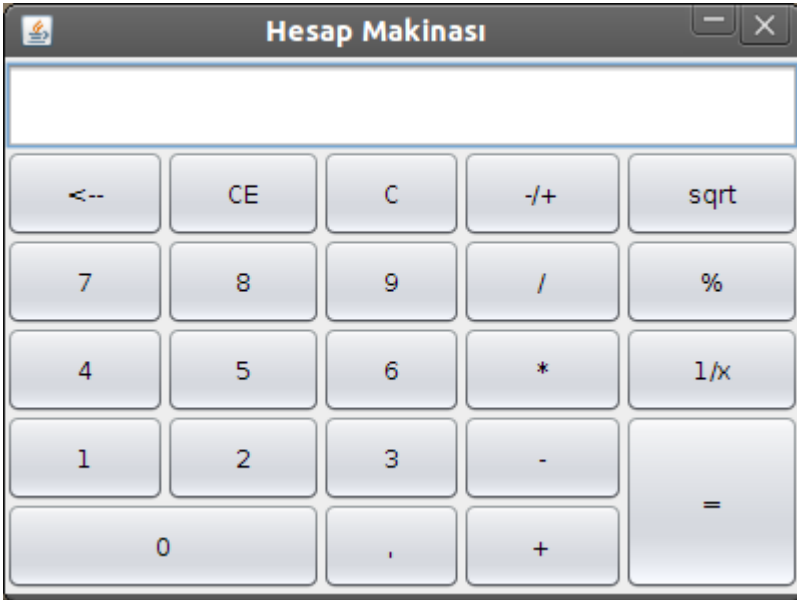 Hesap Makinası
<-- CE C -/+ sqrt
7 8 9 / %
4 5 6 * 1/x
1 2 3 -
=
0 , +